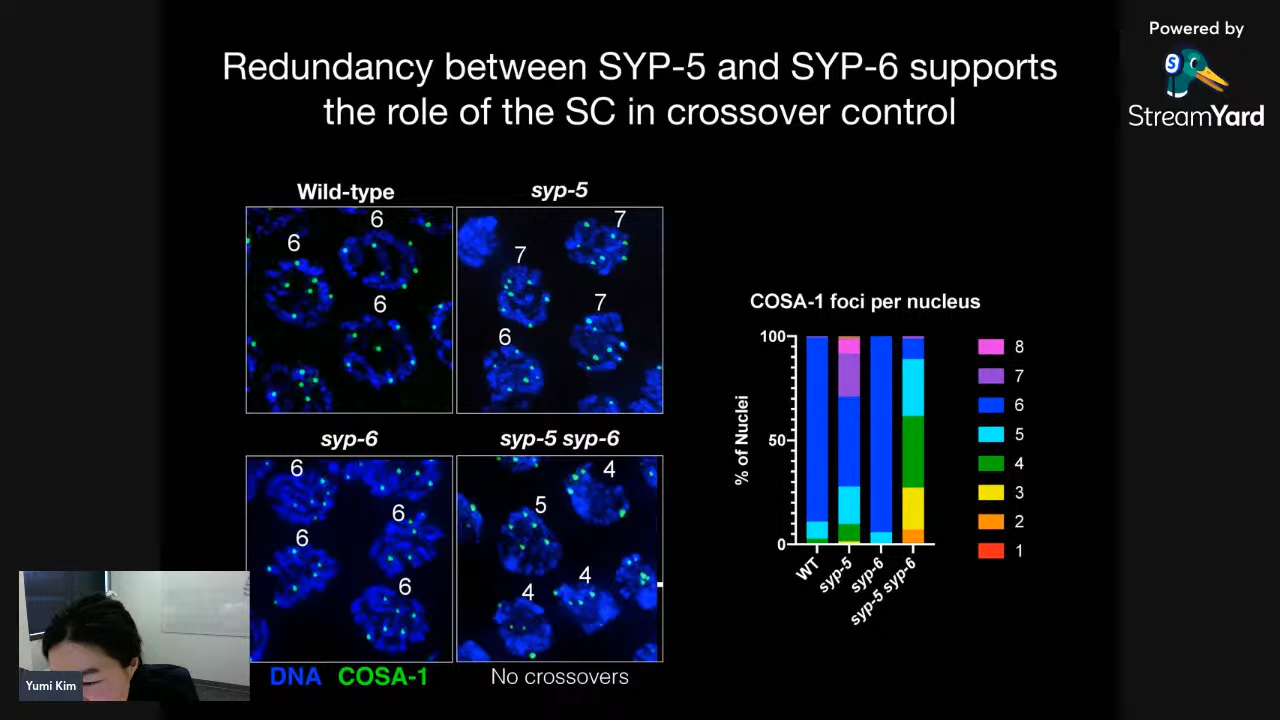 Powered by
StreamYard
Redundancy between SYP-5 and SYP-6 supports
the role of the SC in crossover control
Wild-type
6
6
6
syp-5
7
7
7
6
syp-6
6
6
6
6
DNA COSA-1
syp-5 syp-6
4
5
4
4
No crossovers
COSA-1 foci per nucleus
% of Nuclei
100
50
0
WT
syp-5
syp-6
syp-5 syp-6
8
7
6
5
4
3
2
1
Yumi Kim